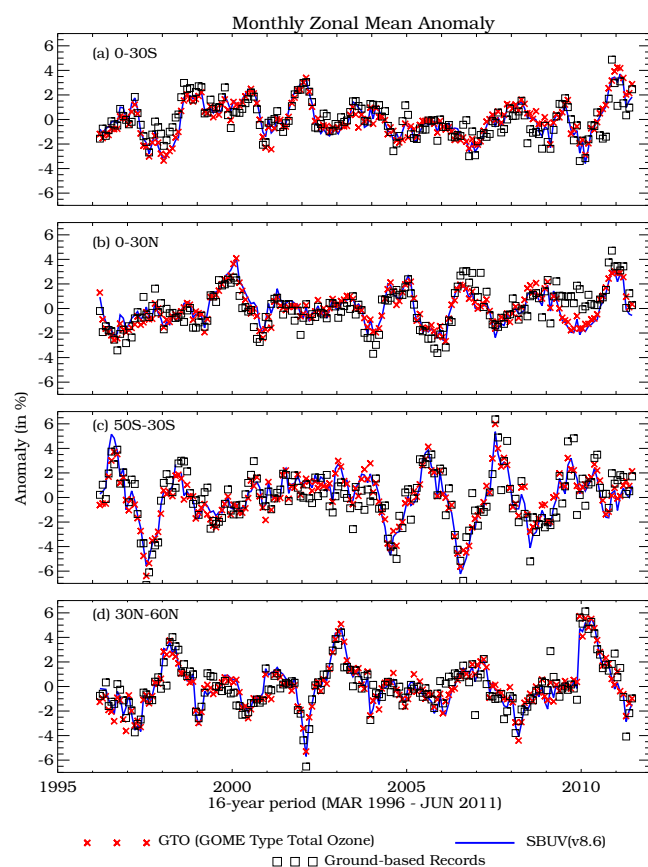 Monthly Zonal Mean Anomaly
(a) 0-30S
6
4
2
0
-2
-4
-6
(b) 0-30N
6
4
2
0
-2
-4
-6
(c) 50S-30S
6
4
2
0
-2
-4
-6
(d) 30N-60N
6
4
2
0
-2
-4
-6
Anomaly (in %)
1995 2000 2005 2010
16-year period (MAR 1996 - JUN 2011)
GTO (GOME Type Total Ozone) SBUV(v8.6)
Ground-based Records